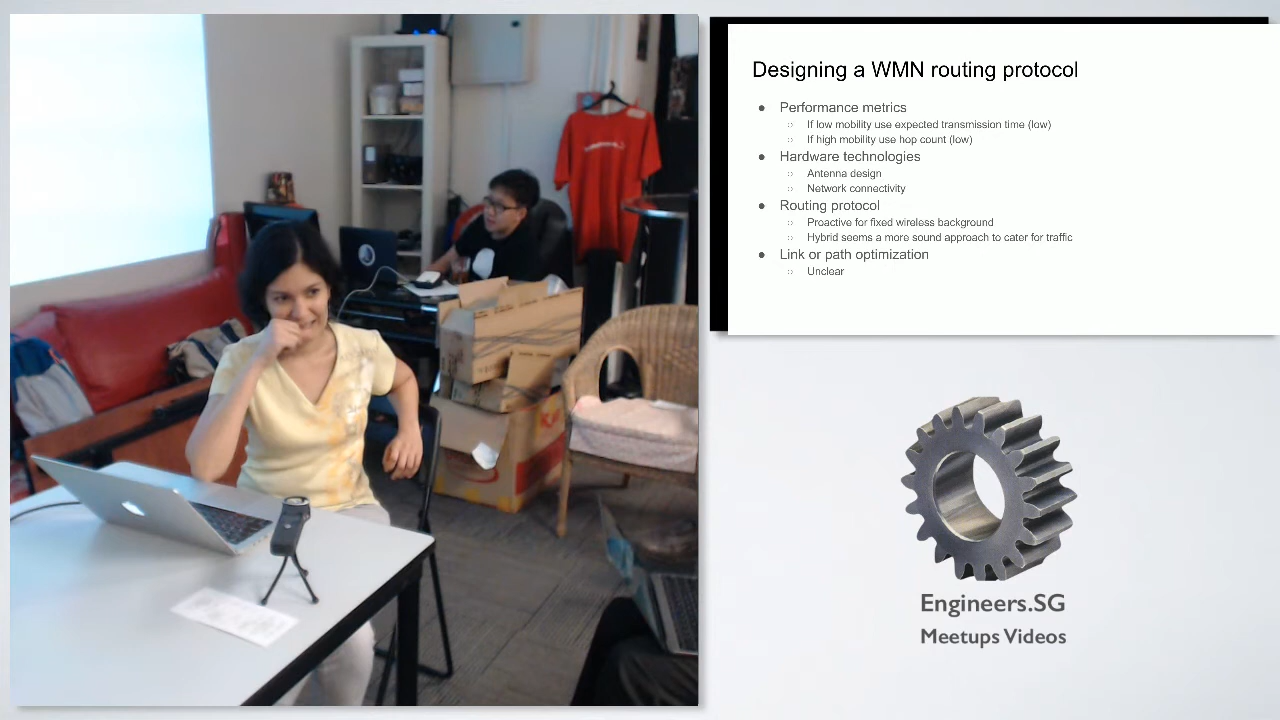 Designing a WMN routing protocol
● Performance metrics
○ If low mobility use expected transmission time (low)
○ If high mobility use hop count (low)
● Hardware technologies
○ Antenna design
○ Network connectivity
● Routing protocol
○ Proactive for fixed wireless background
○ Hybrid seems a more sound approach to cater for traffic
● Link or path optimization
○ Unclear
Engineers.SG
Meetups Videos